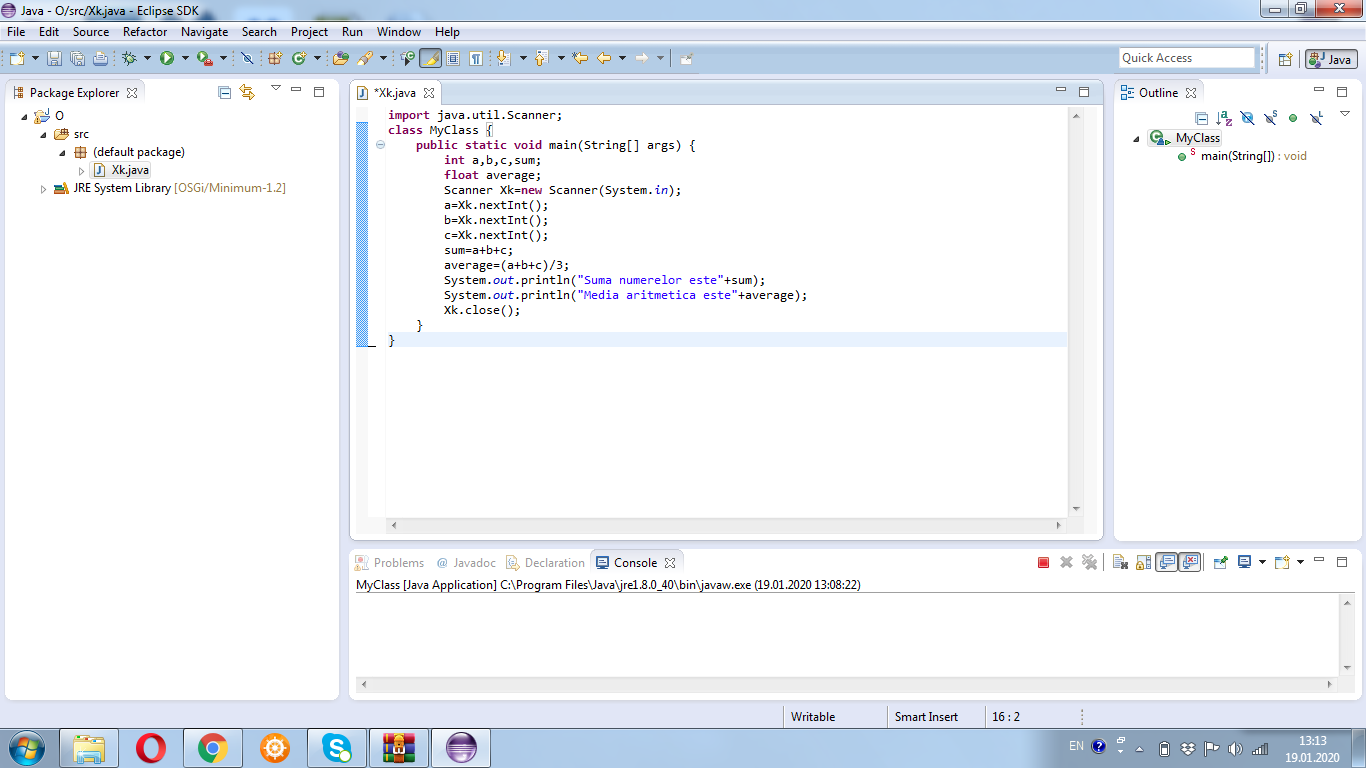 Java - O/src/Xk.java - Eclipse SDK
File Edit Source Refactor Navigate Search Project Run Window Help
Quick Access
Java
Package Explorer
O
src
(default package)
Xk.java
JRE System Library [OSGi/Minimum-1.2]
*Xk.java
import java.util.Scanner;
class MyClass {
public static void main(String[] args) {
int a,b,c,sum;
float average;
Scanner Xk=new Scanner(System.in);
a=Xk.nextInt();
b=Xk.nextInt();
c=Xk.nextInt();
sum=a+b+c;
average=(a+b+c)/3;
System.out.println("Suma numerelor este"+sum);
System.out.println("Media aritmetica este"+average);
Xk.close();
}
}
Outline
MyClass
main(String[]) : void
Problems @ Javadoc Declaration Console
MyClass [Java Application] C:\Program Files\Java\jre1.8.0_40\bin\javaw.exe (19.01.2020 13:08:22)
Writable Smart Insert 16 : 2
EN
13:13
19.01.2020